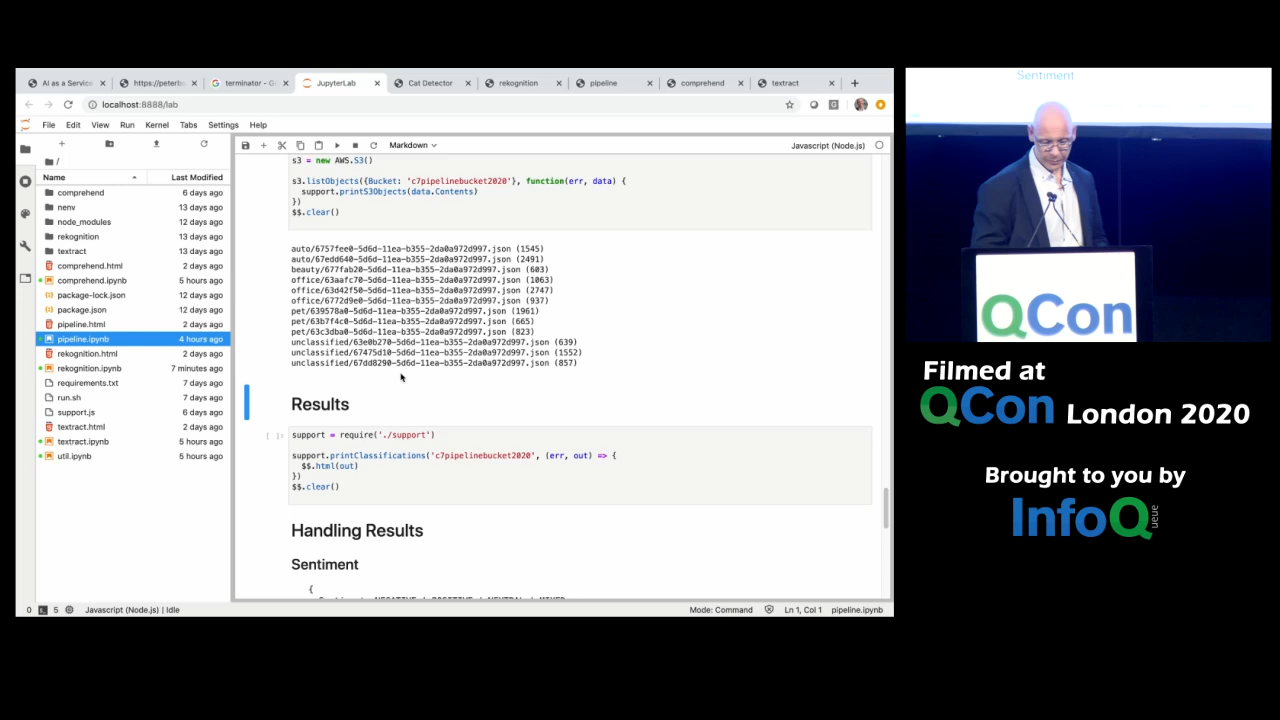 AI as a Service
https://peterb
terminator - G
JupyterLab
Cat Detector
rekognition
pipeline
comprehend
textract
localhost:8888/lab
File Edit View Run Kernel Tabs Settings Help
Markdown
Javascript (Node.js)
/
Name Last Modified
comprehend 6 days ago
nenv 13 days ago
node_modules 12 days ago
rekognition 13 days ago
textract 13 days ago
comprehend.html 2 days ago
comprehend.ipynb 5 hours ago
package-lock.json 12 days ago
package.json 12 days ago
pipeline.html 2 days ago
pipeline.ipynb 4 hours ago
rekognition.html 2 days ago
rekognition.ipynb 7 minutes ago
requirements.txt 7 days ago
run.sh 7 days ago
support.js 6 days ago
textract.html 2 days ago
textract.ipynb 5 hours ago
util.ipynb 5 hours ago
s3 = new AWS.S3()
s3.listObjects({Bucket: 'c7pipelinebucket2020'}, function(err, data) {
support.printS3Objects(data.Contents)
})
$$.clear()
auto/6757fee0-5d6d-11ea-b355-2da0a972d997.json (1545)
auto/67edd640-5d6d-11ea-b355-2da0a972d997.json (2491)
beauty/677fab20-5d6d-11ea-b355-2da0a972d997.json (603)
office/63aafc70-5d6d-11ea-b355-2da0a972d997.json (1063)
office/63d42f50-5d6d-11ea-b355-2da0a972d997.json (2747)
office/6772d9e0-5d6d-11ea-b355-2da0a972d997.json (937)
pet/639578a0-5d6d-11ea-b355-2da0a972d997.json (1961)
pet/63b7f4c0-5d6d-11ea-b355-2da0a972d997.json (665)
pet/63c3dba0-5d6d-11ea-b355-2da0a972d997.json (823)
unclassified/63e0b270-5d6d-11ea-b355-2da0a972d997.json (639)
unclassified/67475d10-5d6d-11ea-b355-2da0a972d997.json (1552)
unclassified/67dd8290-5d6d-11ea-b355-2da0a972d997.json (857)
Results
[ ]:
support = require('./support')
support.printClassifications('c7pipelinebucket2020', (err, out) => {
$$.html(out)
})
$$.clear()
Handling Results
Sentiment
{
0 5 Javascript (Node.js) | Idle
Mode: Command Ln 1, Col 1 pipeline.ipynb
Sentiment
QCon
Filmed at
QCon London 2020
Brought to you by
InfoQueue